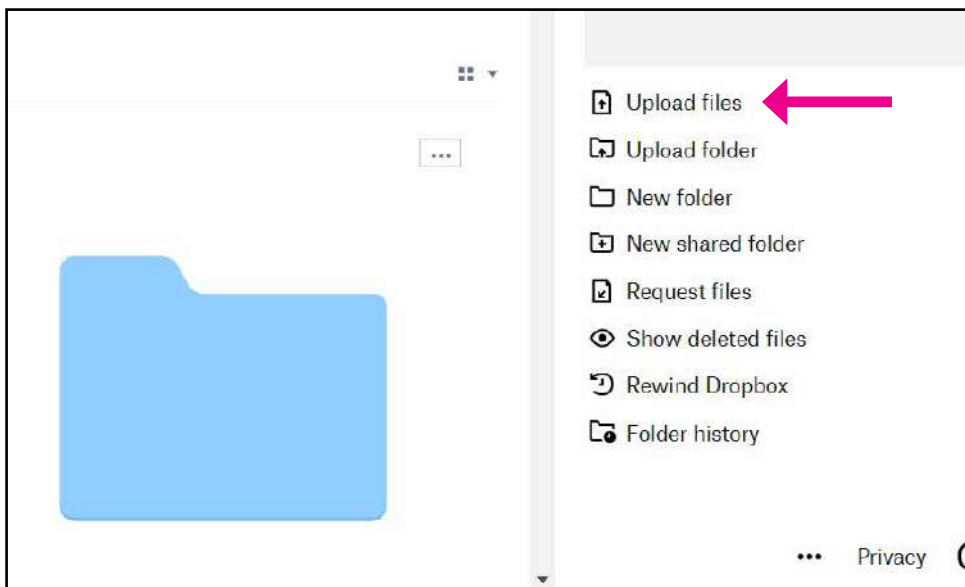 Upload files
Upload folder
New folder
New shared folder
Request files
Show deleted files
Rewind Dropbox
Folder history
Privacy